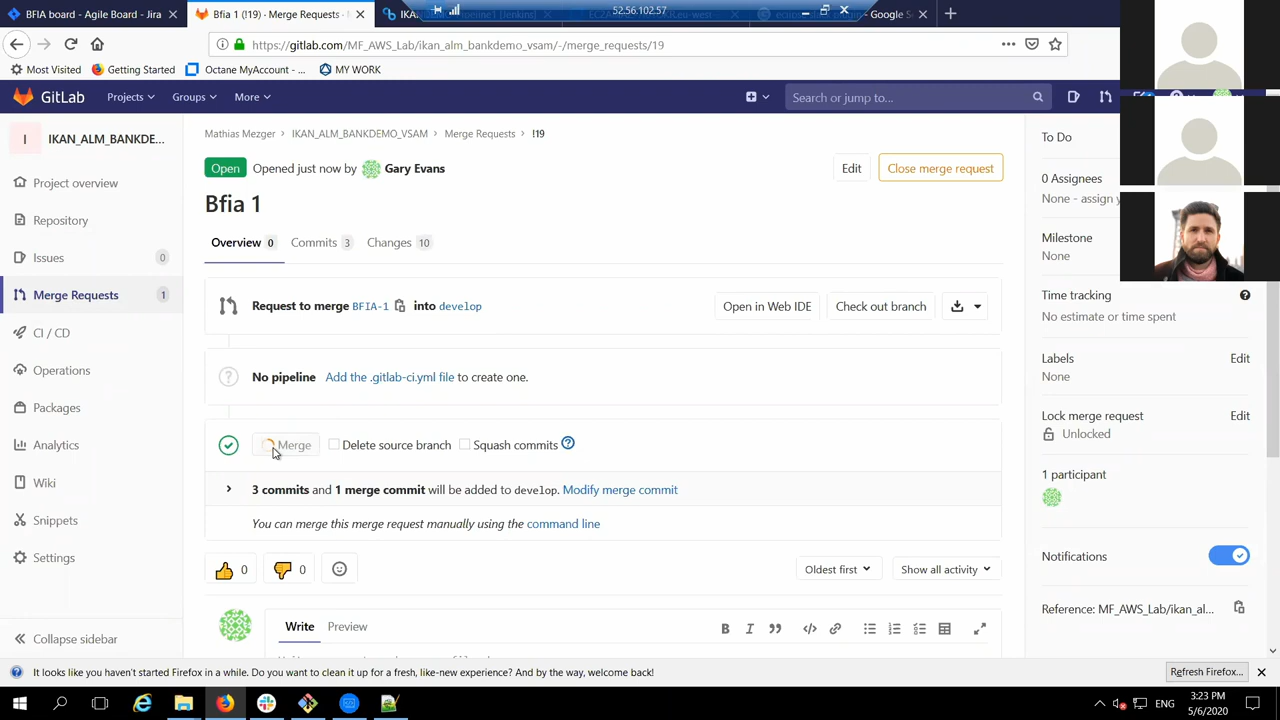 BFIA board - Agile Board - Jira
Bfia 1 (!19) · Merge Requests ·
52.56.102.57
Google S
https://gitlab.com/MF_AWS_Lab/ikan_alm_bankdemo_vsam/-/merge_requests/19
Most Visited
Getting Started
Octane MyAccount - ...
MY WORK
GitLab
Projects
Groups
More
Search or jump to...
I
IKAN_ALM_BANKDE...
Project overview
Repository
Issues
0
Merge Requests
1
CI / CD
Operations
Packages
Analytics
Wiki
Snippets
Settings
Collapse sidebar
Mathias Mezger > IKAN_ALM_BANKDEMO_VSAM > Merge Requests > !19
Open
Opened just now by Gary Evans
Edit
Close merge request
Bfia 1
Overview 0
Commits 3
Changes 10
Request to merge BFIA-1 into develop
Open in Web IDE
Check out branch
No pipeline Add the .gitlab-ci.yml file to create one.
Merge
Delete source branch
Squash commits
3 commits and 1 merge commit will be added to develop. Modify merge commit
You can merge this merge request manually using the command line
0
0
Oldest first
Show all activity
Write
Preview
To Do
0 Assignees
None - assign y
Milestone
None
Time tracking
No estimate or time spent
Labels
Edit
None
Lock merge request
Edit
Unlocked
1 participant
Notifications
Reference: MF_AWS_Lab/ikan_al...
It looks like you haven't started Firefox in a while. Do you want to clean it up for a fresh, like-new experience? And by the way, welcome back!
Refresh Firefox...
ENG
3:23 PM
5/6/2020